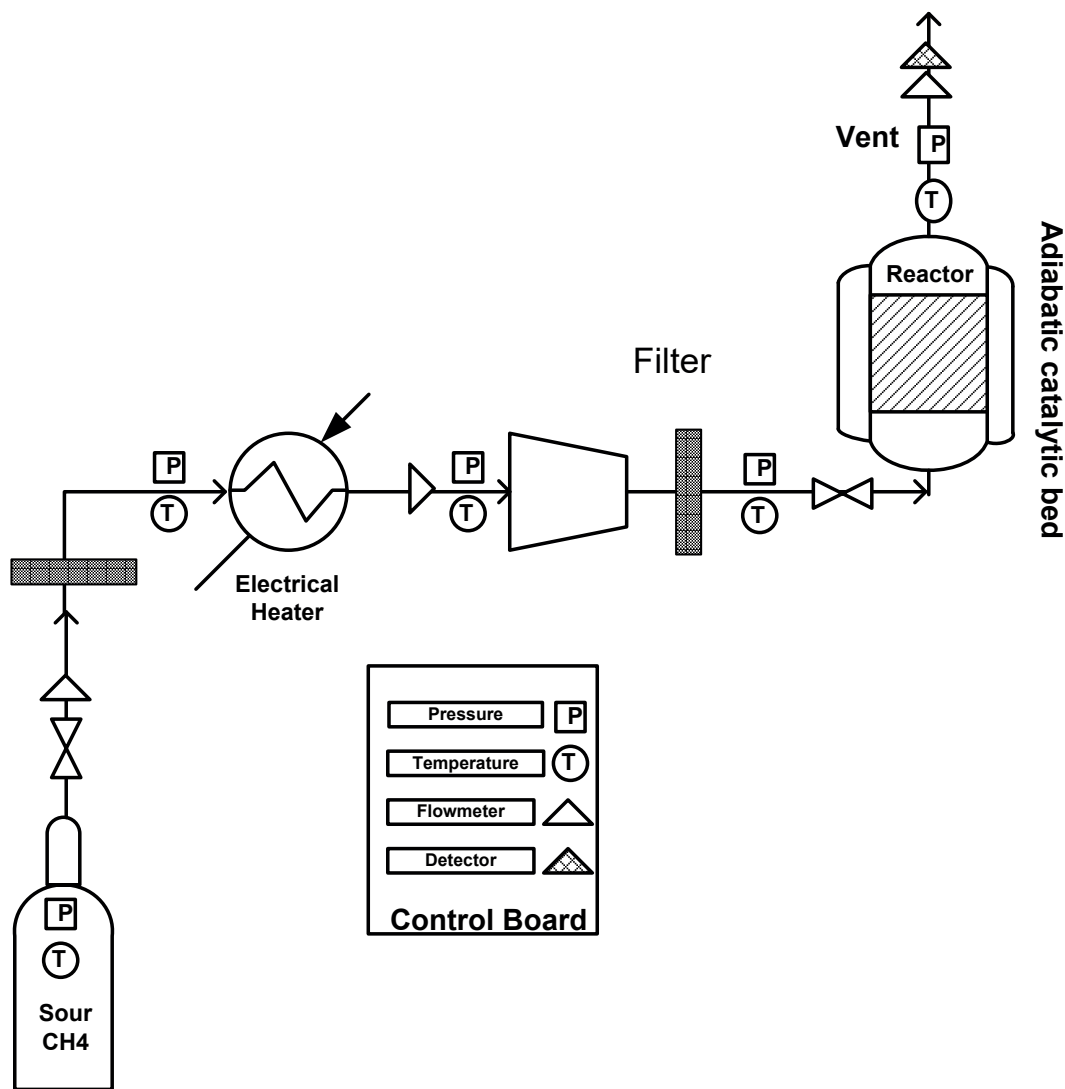 Vent
P
T
Reactor
Adiabatic catalytic bed
Filter
P
T
P
T
P
T
Electrical
Heater
Pressure
P
Temperature
T
Flowmeter
Detector
Control Board
P
T
Sour
CH4